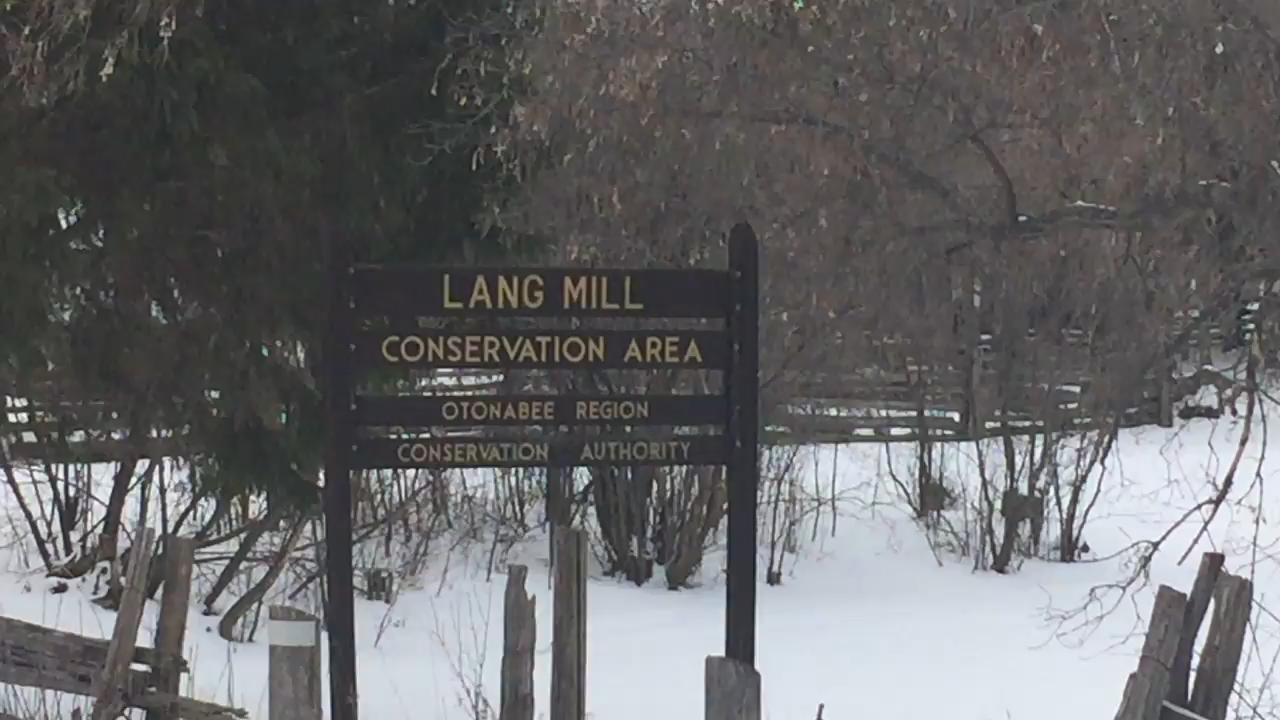 LANG MILL
CONSERVATION AREA
OTONABEE REGION
CONSERVATION AUTHORITY